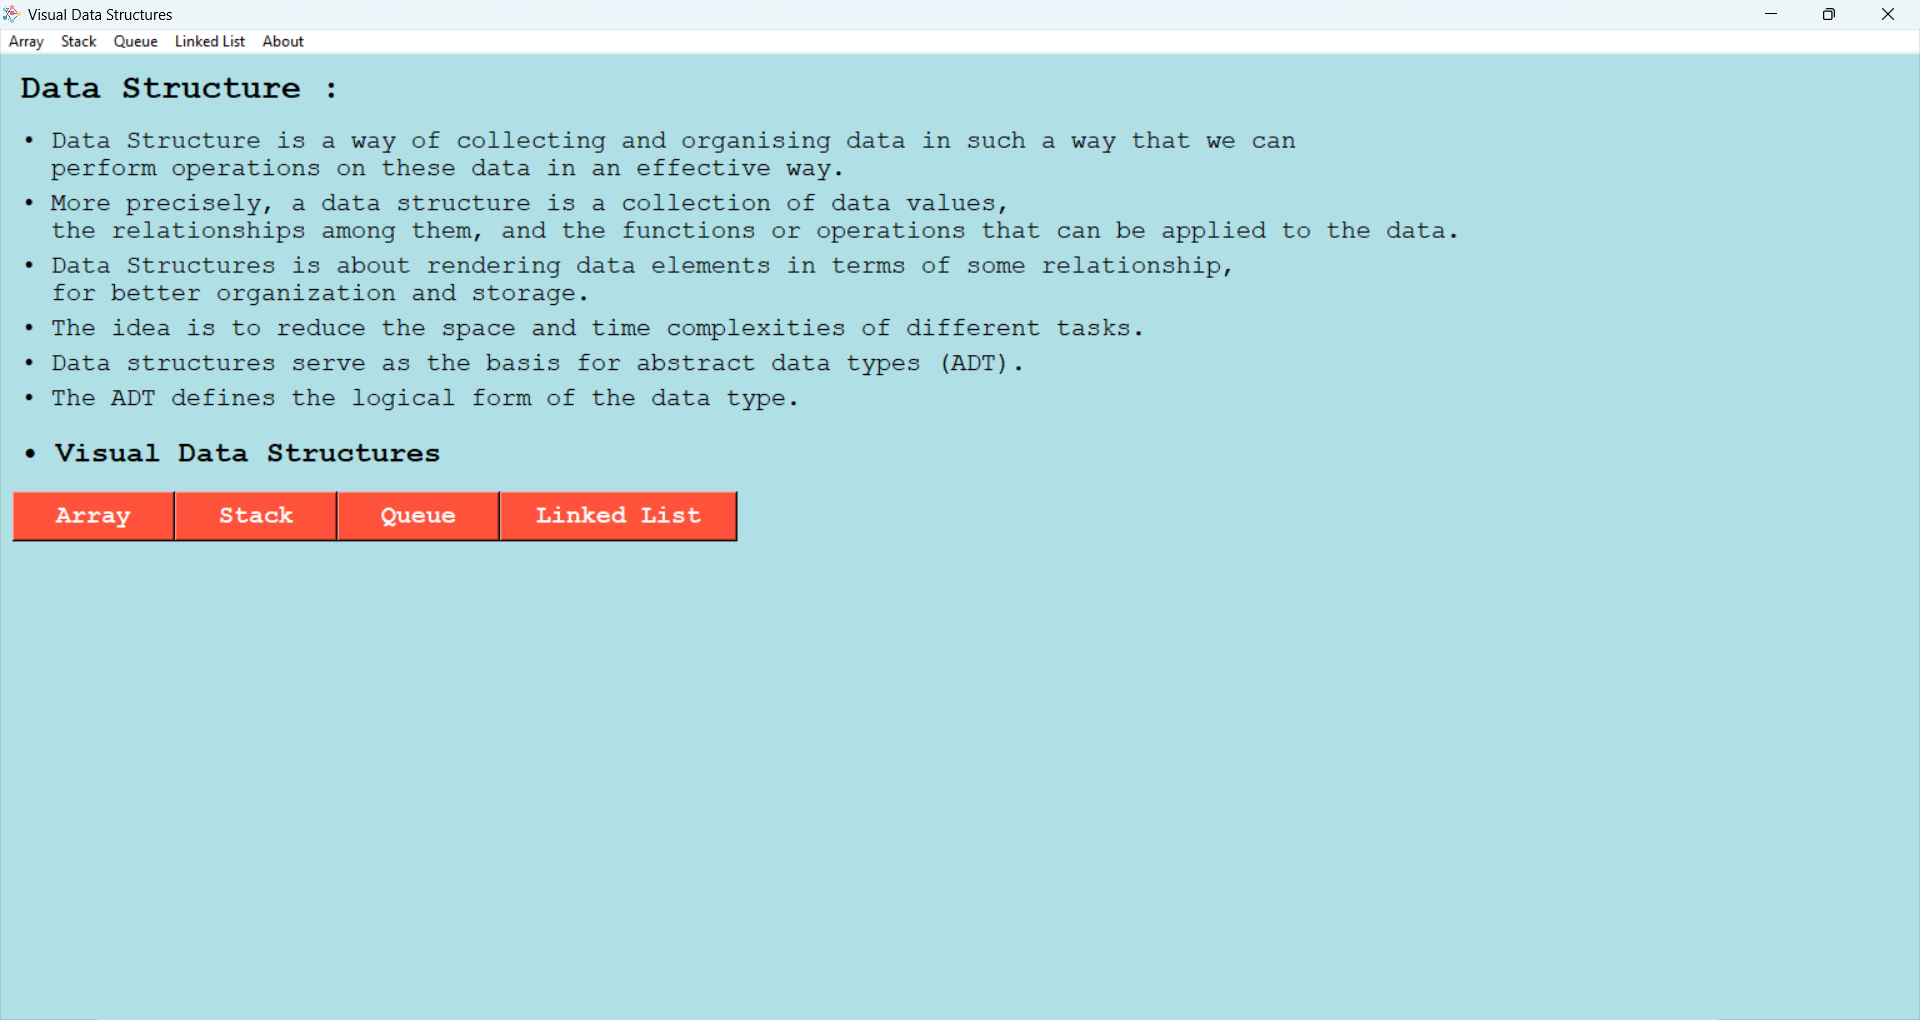 Visual Data Structures
Array Stack Queue Linked List About
Data Structure :
• Data Structure is a way of collecting and organising data in such a way that we can
perform operations on these data in an effective way.
• More precisely, a data structure is a collection of data values,
the relationships among them, and the functions or operations that can be applied to the data.
• Data Structures is about rendering data elements in terms of some relationship,
for better organization and storage.
• The idea is to reduce the space and time complexities of different tasks.
• Data structures serve as the basis for abstract data types (ADT).
• The ADT defines the logical form of the data type.
• Visual Data Structures
Array Stack Queue Linked List